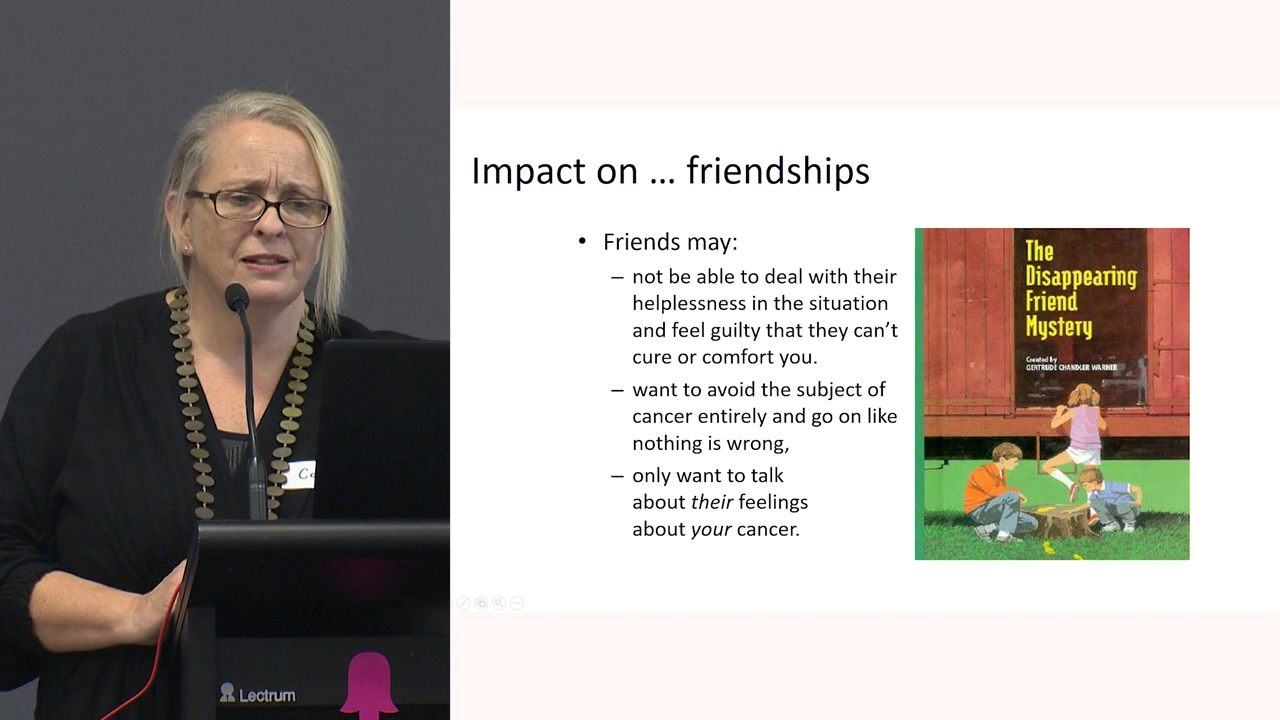 Impact on … friendships
• Friends may:
– not be able to deal with their
helplessness in the situation
and feel guilty that they can’t
cure or comfort you.
– want to avoid the subject of
cancer entirely and go on like
nothing is wrong,
– only want to talk
about their feelings
about your cancer.
The
Disappearing
Friend
Mystery
Created by
GERTRUDE CHANDLER WARNER
Lectrum